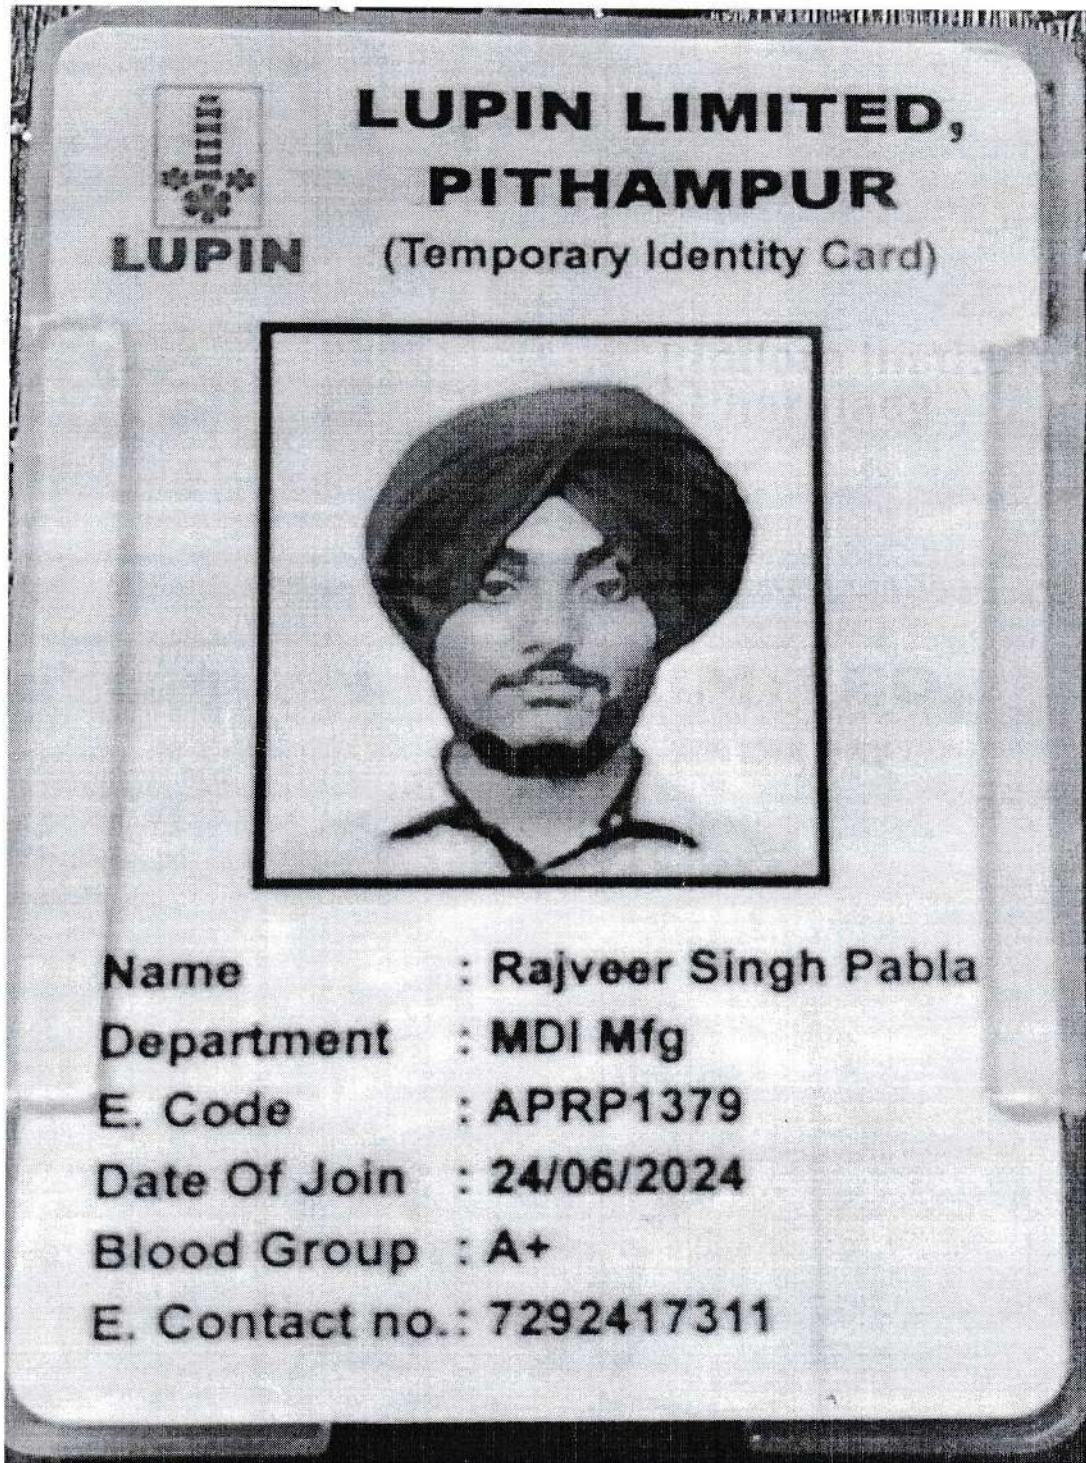 LUPIN LIMITED,
PITHAMPUR
LUPIN
(Temporary Identity Card)
Name : Rajveer Singh Pabla
Department : MDI Mfg
E. Code : APRP1379
Date Of Join : 24/06/2024
Blood Group : A+
E. Contact no.: 7292417311